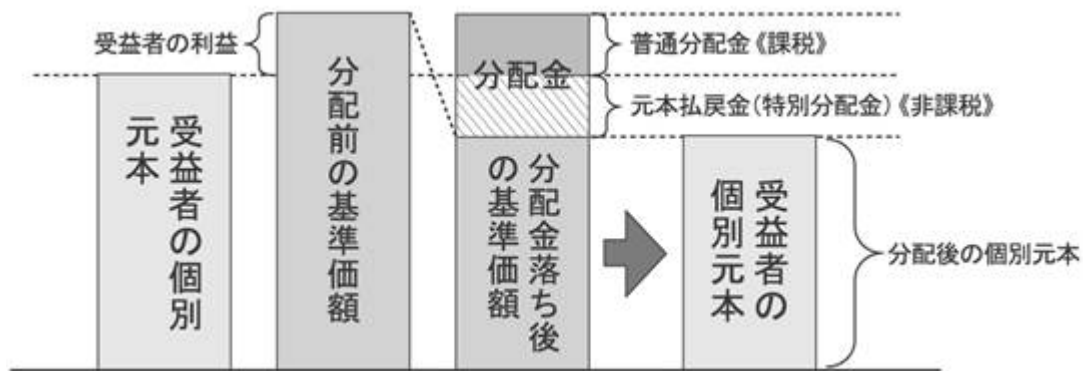 受益者の利益
受益者の個別
元本
分配前の基準価額
分配金
分配金落ち後
の基準価額
普通分配金《課税》
元本払戻金(特別分配金)《非課税》
受益者の
個別元本
分配後の個別元本